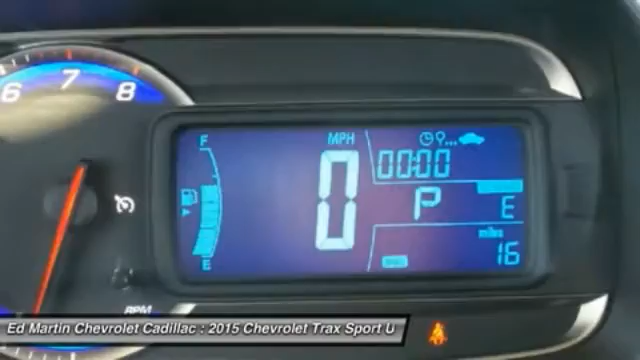 6 7 8
F
MPH
00:00
0
P
E
E
miles
16
RPM
Ed Martin Chevrolet Cadillac : 2015 Chevrolet Trax Sport U